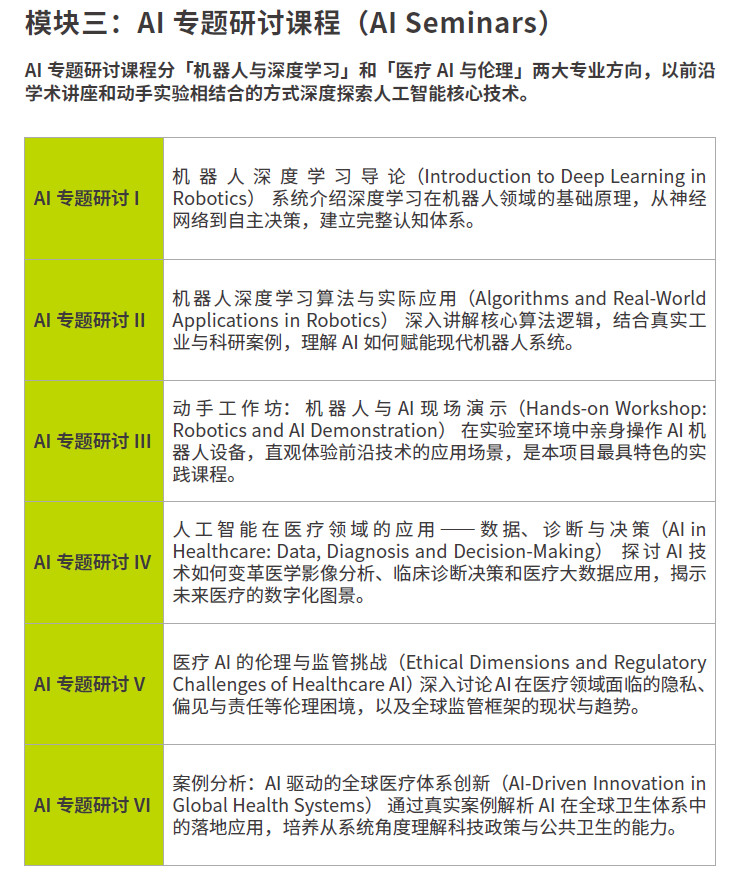 模块三：AI 专题研讨课程（AI Seminars）
AI 专题研讨课程分「机器人与深度学习」和「医疗 AI 与伦理」两大专业方向，以前沿
学术讲座和动手实验相结合的方式深度探索人工智能核心技术。
AI 专题研讨 I
机器人深度学习导论（Introduction to Deep Learning in
Robotics） 系统介绍深度学习在机器人领域的基础原理，从神经
网络到自主决策，建立完整认知体系。
AI 专题研讨 II
机器人深度学习算法与实际应用（Algorithms and Real-World
Applications in Robotics） 深入讲解核心算法逻辑，结合真实工
业与科研案例，理解 AI 如何赋能现代机器人系统。
AI 专题研讨 III
动手工作坊：机器人与 AI 现场演示（Hands-on Workshop:
Robotics and AI Demonstration） 在实验室环境中亲身操作 AI 机
器人设备，直观体验前沿技术的应用场景，是本项目最具特色的实
践课程。
AI 专题研讨 IV
人工智能在医疗领域的应用——数据、诊断与决策（AI in
Healthcare: Data, Diagnosis and Decision-Making） 探讨 AI 技
术如何变革医学影像分析、临床诊断决策和医疗大数据应用，揭示
未来医疗的数字化图景。
AI 专题研讨 V
医疗 AI 的伦理与监管挑战（Ethical Dimensions and Regulatory
Challenges of Healthcare AI）深入讨论 AI 在医疗领域面临的隐私、
偏见与责任等伦理困境，以及全球监管框架的现状与趋势。
AI 专题研讨 VI
案例分析：AI 驱动的全球医疗体系创新（AI-Driven Innovation in
Global Health Systems） 通过真实案例解析 AI 在全球卫生体系中
的落地应用，培养从系统角度理解科技政策与公共卫生的能力。